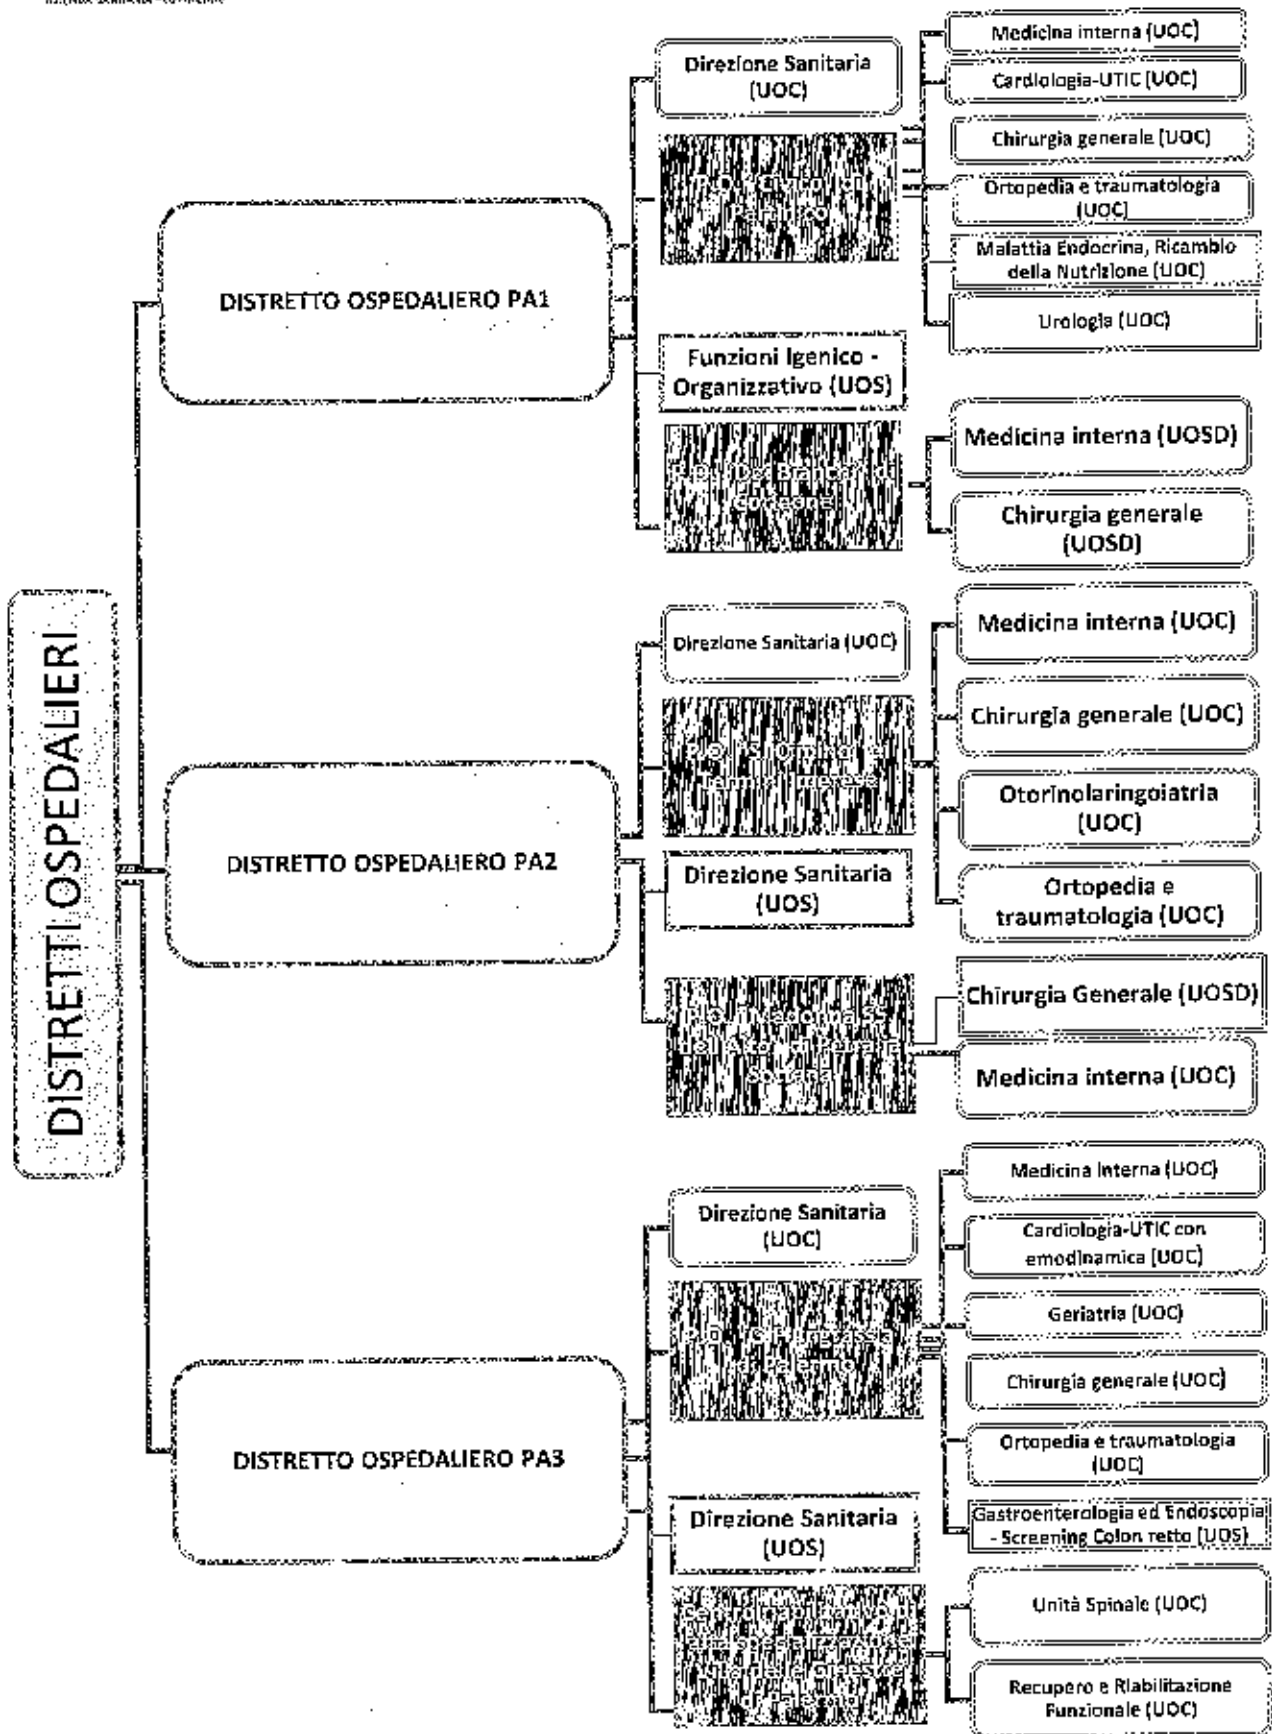 Medicina interna (UOC)
Direzione Sanitaria
(UOC)
Cardiologia-UTIC (UOC)
Chirurgia generale (UOC)
P.O. "Civico" di
Partinico
Ortopedia e traumatologia
(UOC)
Malattia Endocrina, Ricambio
della Nutrizione (UOC)
DISTRETTO OSPEDALIERO PA1
Urologia (UOC)
Funzioni Igenico -
Organizzativo (UOS)
Medicina interna (UOSD)
Chirurgia generale
(UOSD)
DISTRETTI OSPEDALIERI
Direzione Sanitaria (UOC)
Medicina interna (UOC)
Chirurgia generale (UOC)
Otorinolaringoiatria
(UOC)
DISTRETTO OSPEDALIERO PA2
Direzione Sanitaria
(UOS)
Ortopedia e
traumatologia (UOC)
Chirurgia Generale (UOSD)
Medicina interna (UOC)
Medicina Interna (UOC)
Direzione Sanitaria
(UOC)
Cardiologia-UTIC con
emodinamica (UOC)
Geriatria (UOC)
di Palermo
Chirurgia generale (UOC)
DISTRETTO OSPEDALIERO PA3
Ortopedia e traumatologia
(UOC)
Direzione Sanitaria
(UOS)
Gastroenterologia ed Endoscopia
- Screening Colon retto (UOS)
Unità Spinale (UOC)
Recupero e Riabilitazione
Funzionale (UOC)